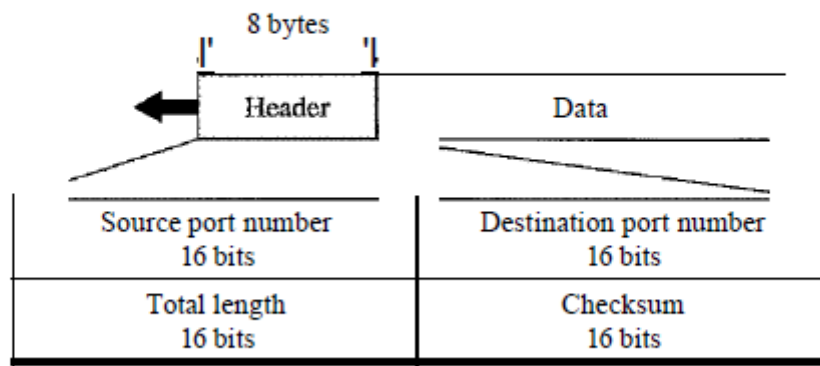 8 bytes
Header
Data
Source port number
16 bits
Destination port number
16 bits
Total length
16 bits
Checksum
16 bits